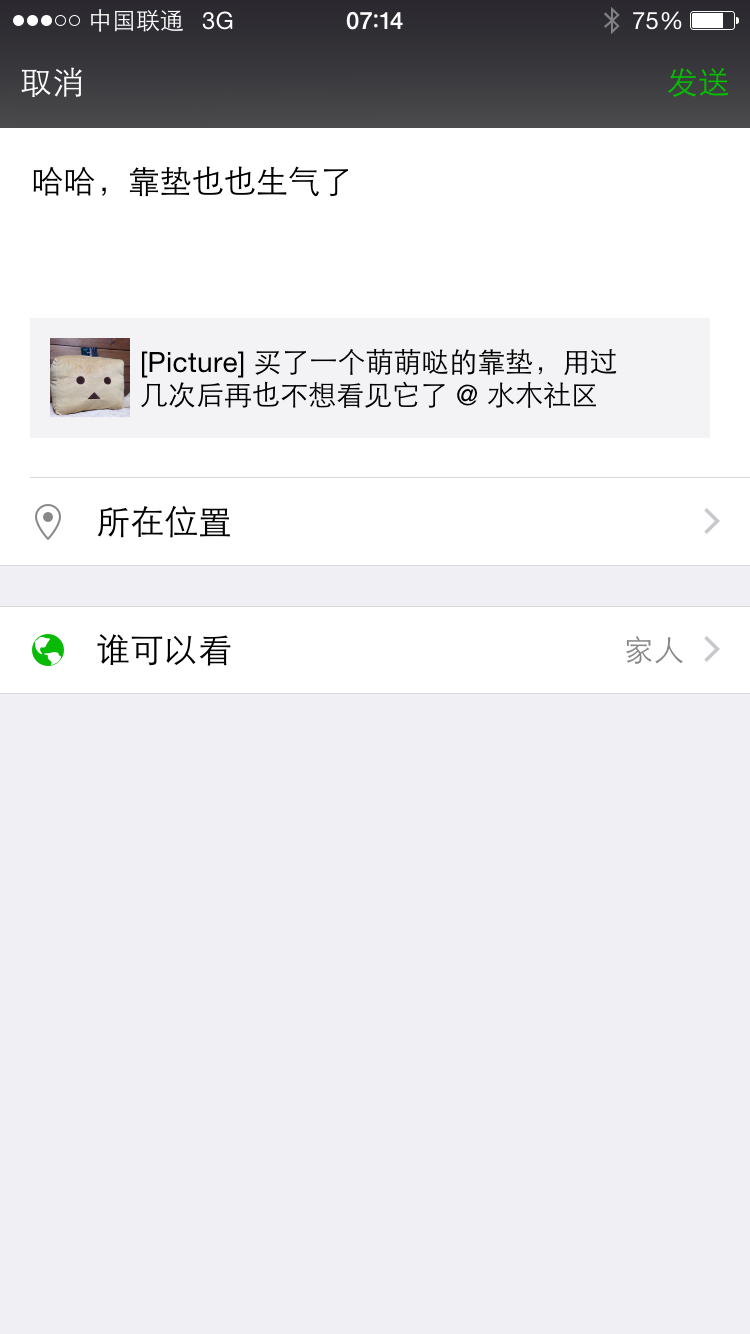 中国联通 3G 07:14 75%
取消 发送
哈哈，靠垫也也生气了
[Picture] 买了一个萌萌哒的靠垫，用过
几次后再也不想看见它了 @ 水木社区
所在位置
谁可以看 家人